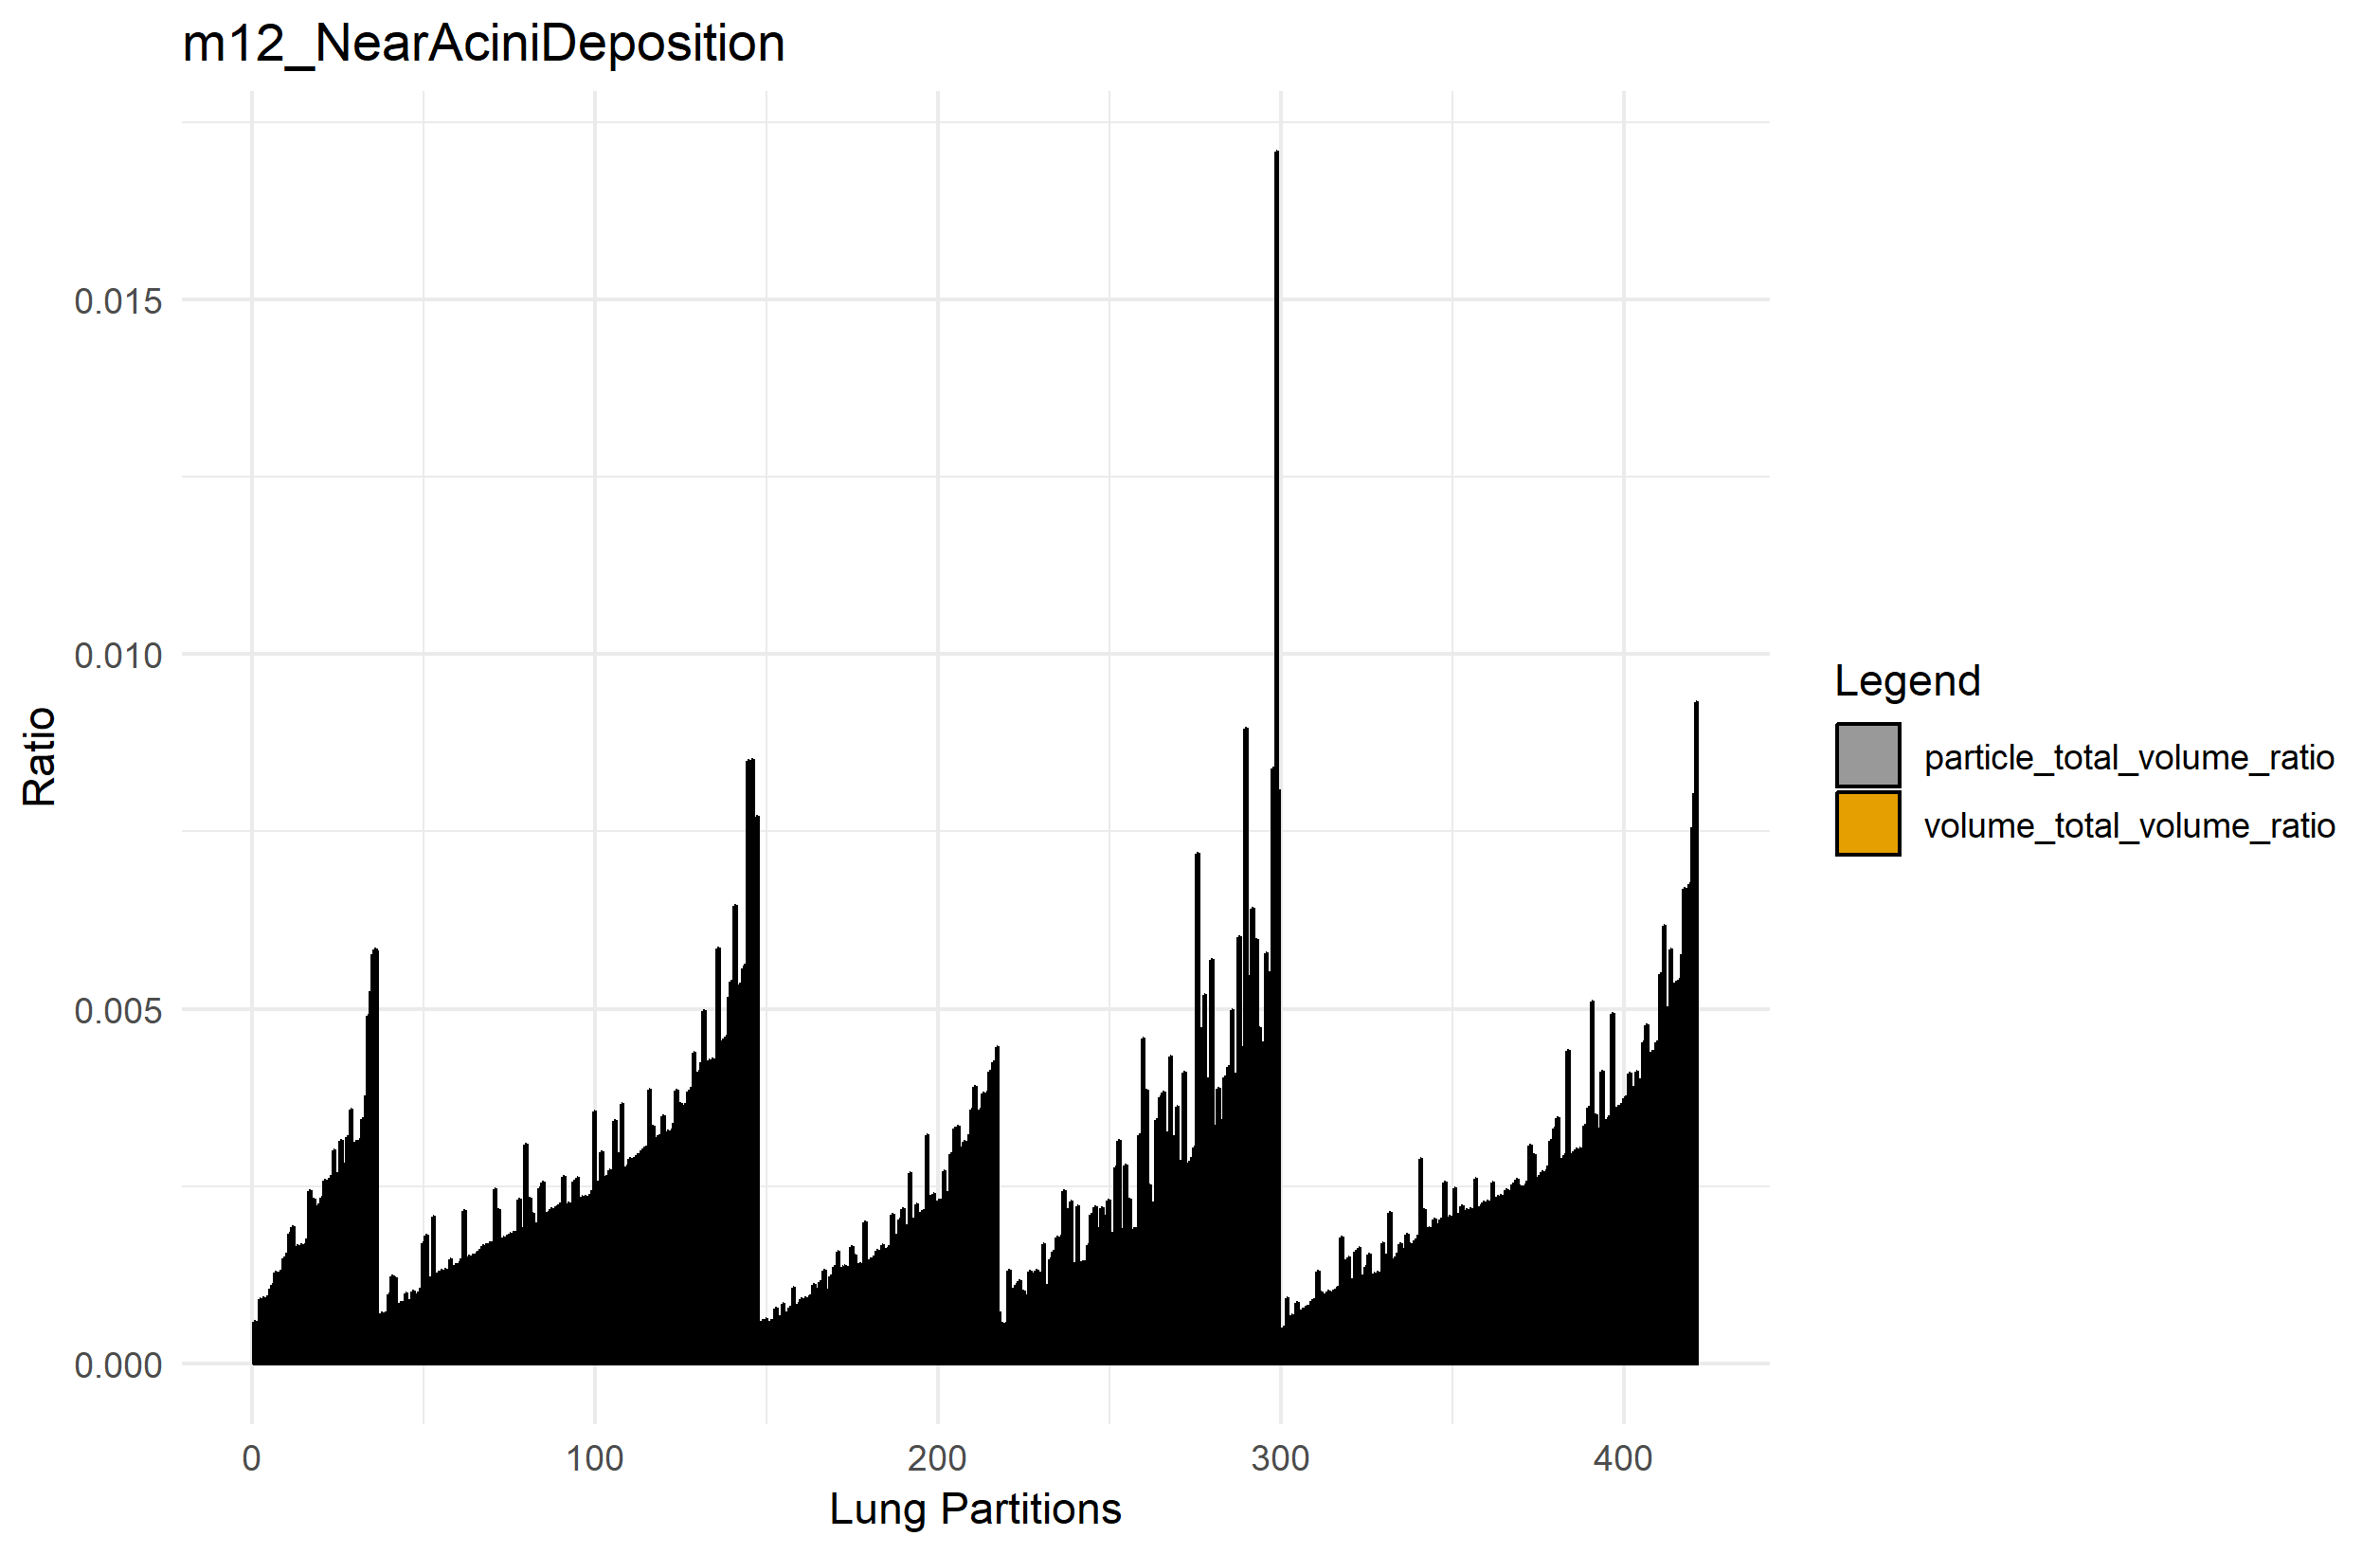 m12_NearAciniDeposition
0.015
0.010
0.005
0.000
Ratio
0
100
200
300
400
Lung Partitions
Legend
particle_total_volume_ratio
volume_total_volume_ratio